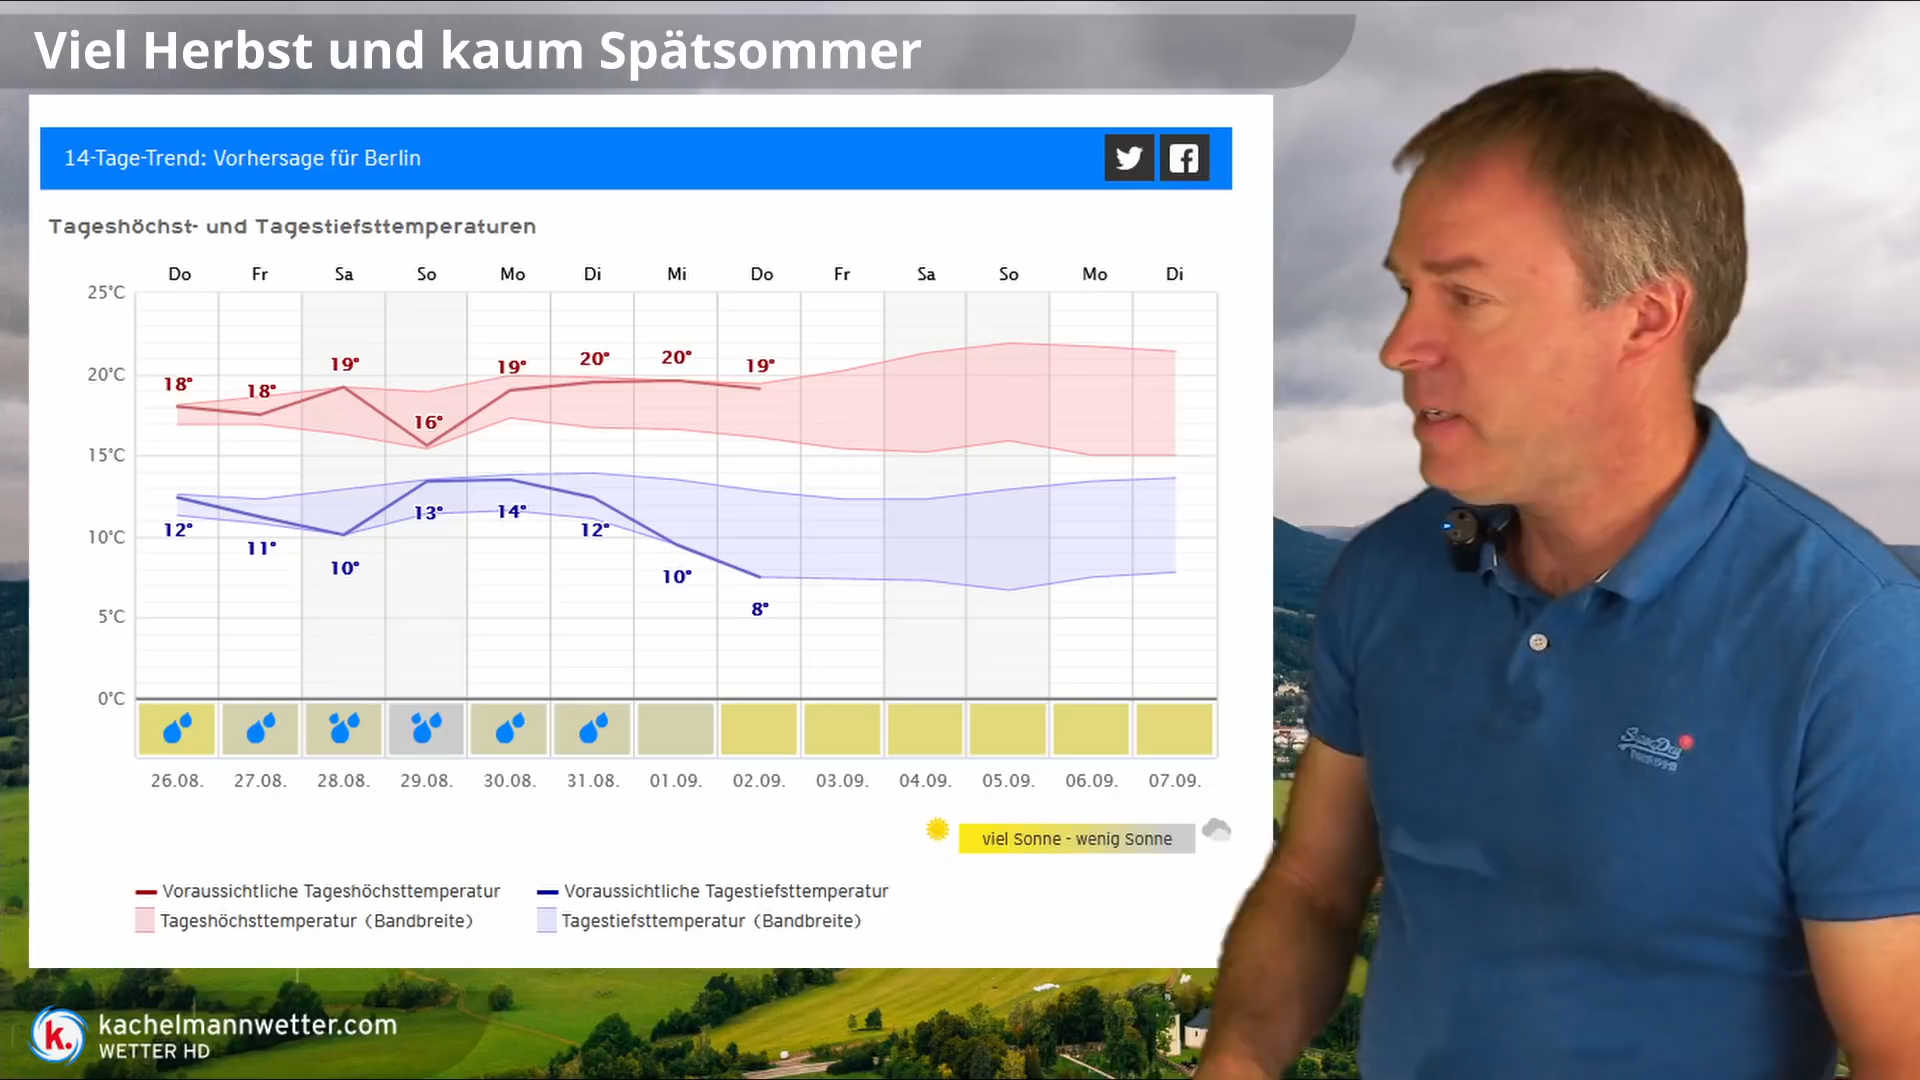 Viel Herbst und kaum Spätsommer
14-Tage-Trend: Vorhersage für Berlin
Tageshöchst- und Tagestiefsttemperaturen
Do Fr Sa So Mo Di Mi Do Fr Sa So Mo Di
25°C
20°C
15°C
10°C
5°C
0°C
18° 18° 19° 16° 19° 20° 20° 19°
12° 11° 10° 13° 14° 12° 10° 8°
26.08. 27.08. 28.08. 29.08. 30.08. 31.08. 01.09. 02.09. 03.09. 04.09. 05.09. 06.09. 07.09.
viel Sonne - wenig Sonne
Voraussichtliche Tageshöchsttemperatur Voraussichtliche Tagestiefsttemperatur
Tageshöchsttemperatur (Bandbreite) Tagestiefsttemperatur (Bandbreite)
k. kachelmannwetter.com
WETTER HD